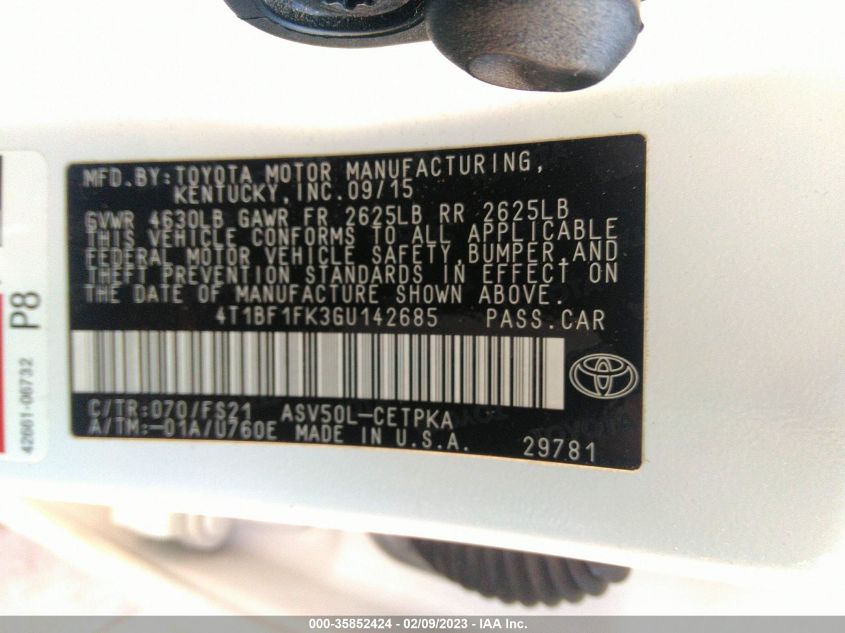 MFD.BY:TOYOTA MOTOR MANUFACTURING,
KENTUCKY,INC.09/15
GVWR 4630LB GAWR FR 2625LB RR 2625LB
THIS VEHICLE CONFORMS TO ALL APPLICABLE
FEDERAL MOTOR VEHICLE SAFETY,BUMPER,AND
THEFT PREVENTION STANDARDS IN EFFECT ON
THE DATE OF MANUFACTURE SHOWN ABOVE.
4T1BF1FK3GU142685 PASS.CAR
C/TR:070/FS21 ASV50L-CETPKA
A/TM:-01A/U760E MADE IN U.S.A.
29781
P8
42661-06732
000-35852424 - 02/09/2023 - IAA Inc.